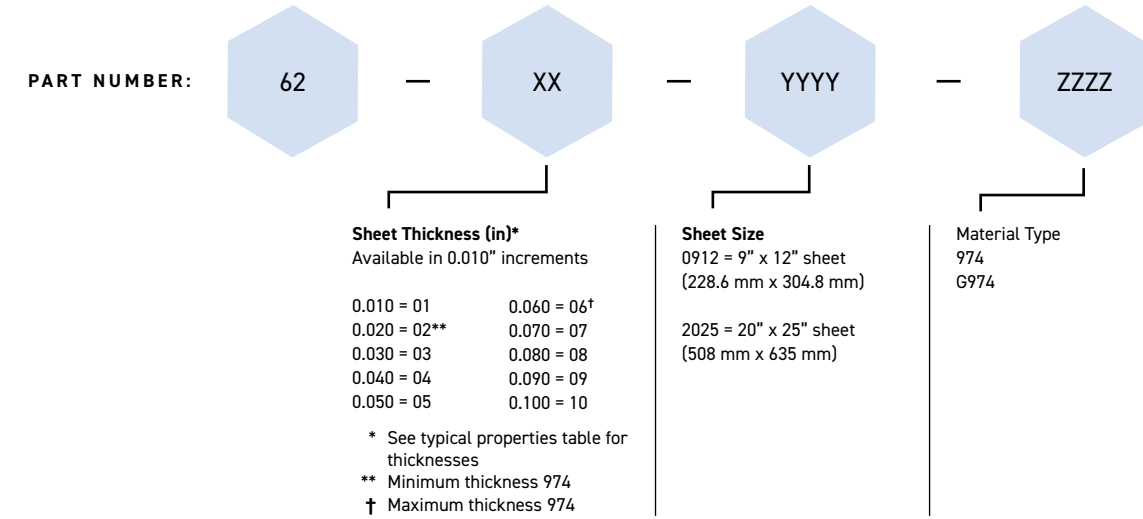 PART NUMBER: 62 — XX — YYYY — ZZZZ
Sheet Thickness (in)*
Available in 0.010” increments
0.010 = 01 0.060 = 06†
0.020 = 02** 0.070 = 07
0.030 = 03 0.080 = 08
0.040 = 04 0.090 = 09
0.050 = 05 0.100 = 10
* See typical properties table for
thicknesses
** Minimum thickness 974
† Maximum thickness 974
Sheet Size
0912 = 9” x 12” sheet
(228.6 mm x 304.8 mm)
2025 = 20” x 25” sheet
(508 mm x 635 mm)
Material Type
974
G974